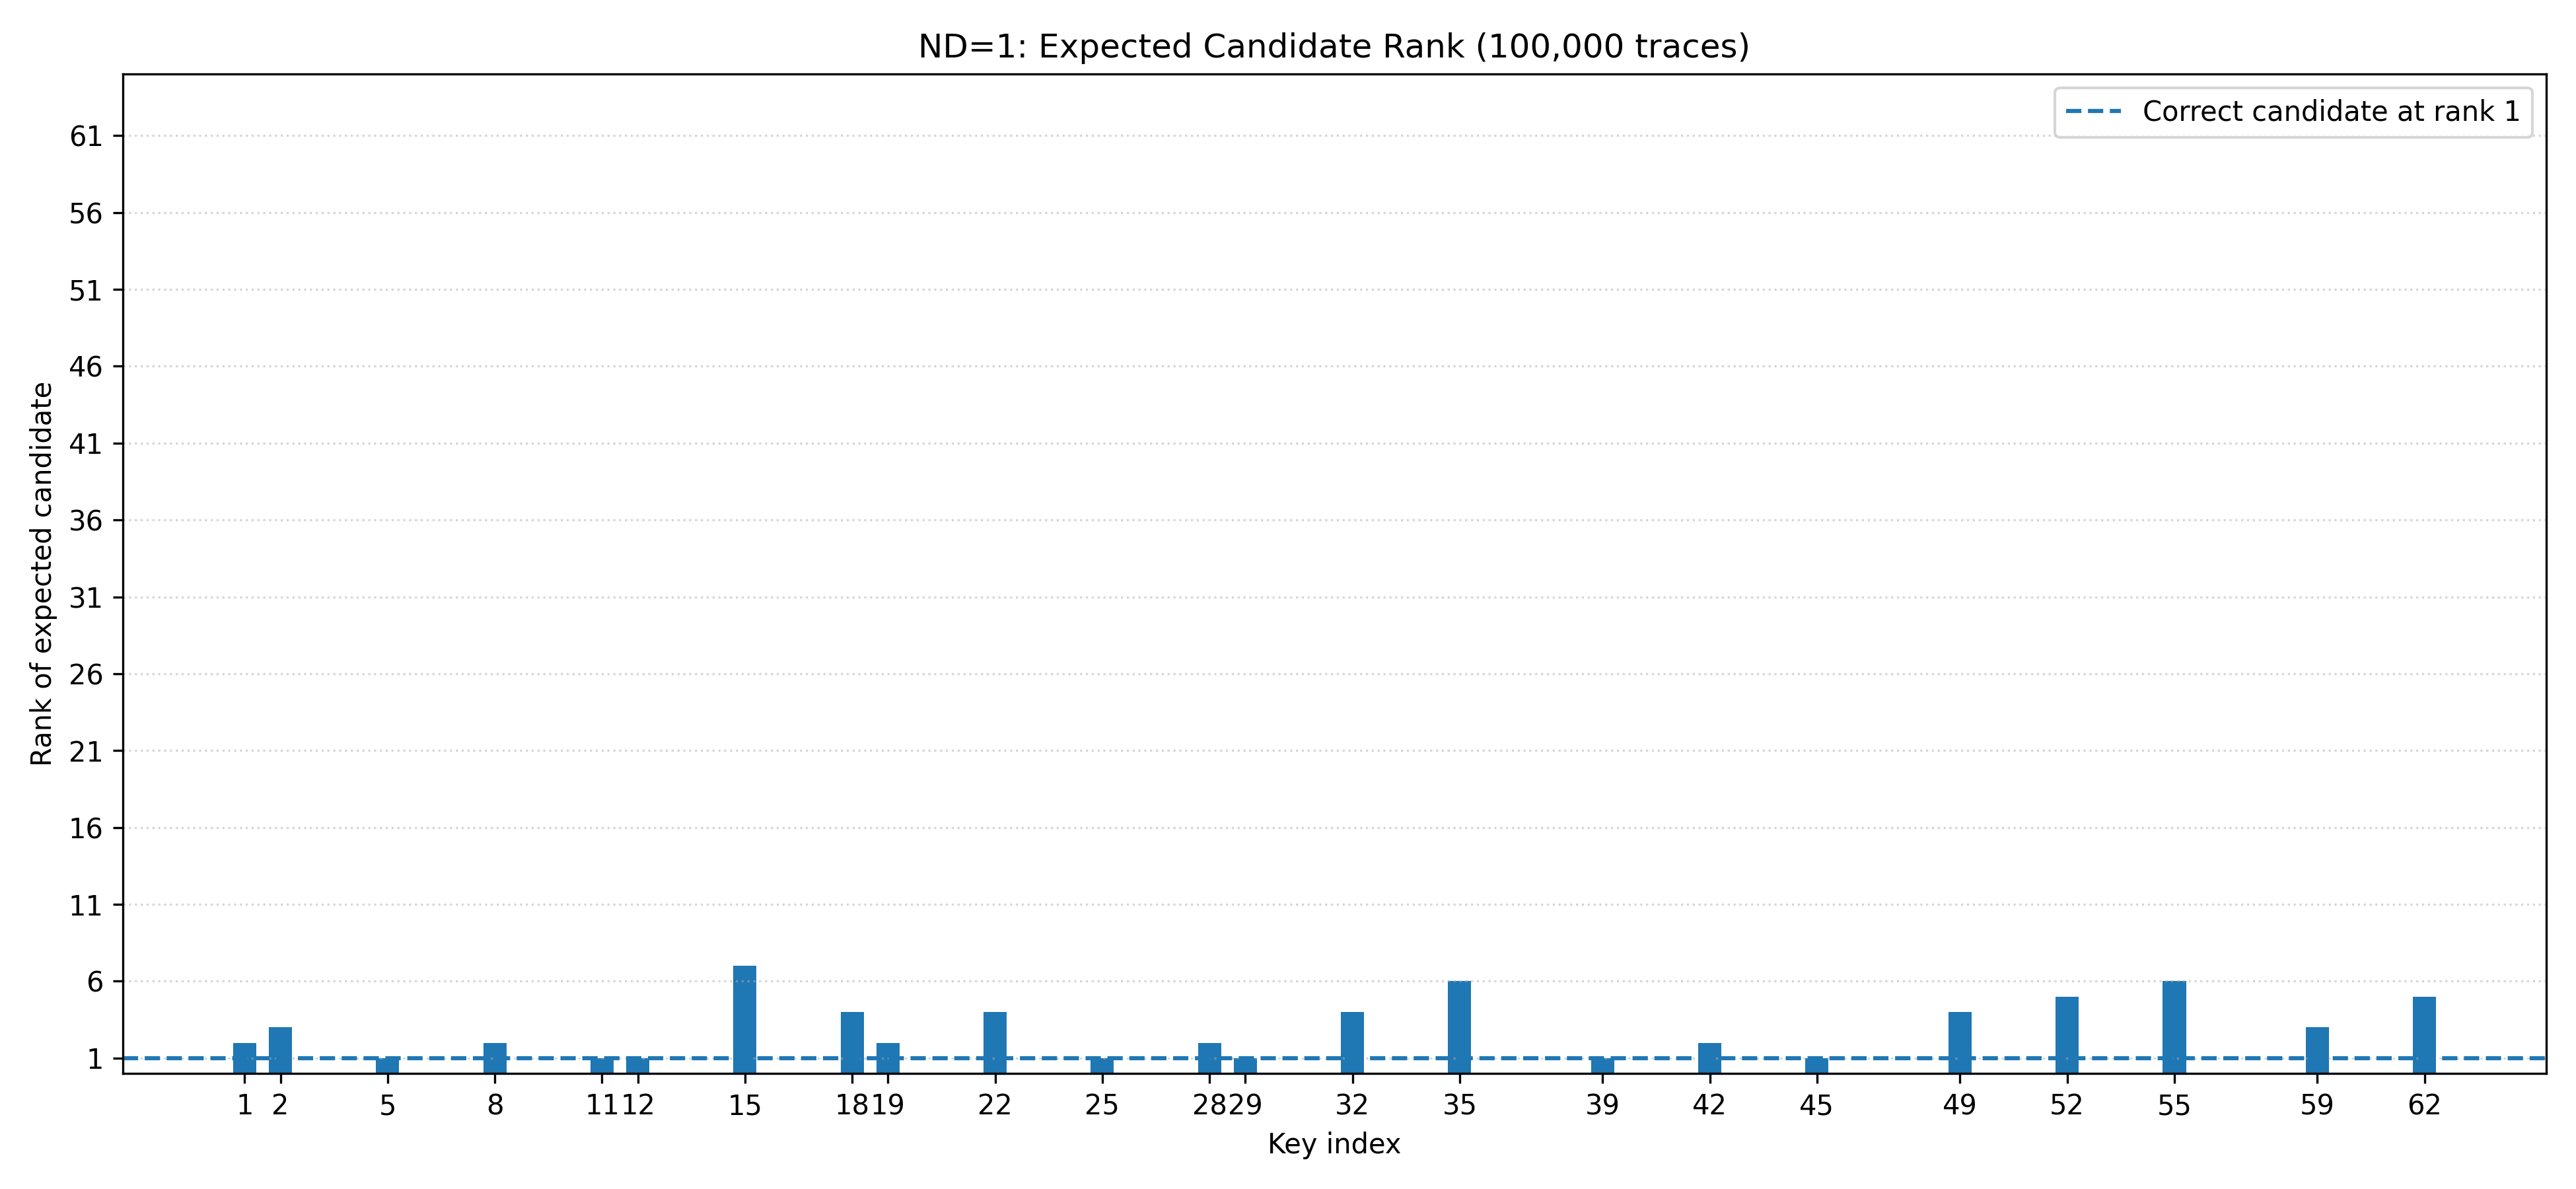 ND=1: Expected Candidate Rank (100,000 traces)
Correct candidate at rank 1
61
56
51
46
41
36
31
26
21
16
11
6
1
Rank of expected candidate
1 2 5 8 11 12 15 18 19 22 25 28 29 32 35 39 42 45 49 52 55 59 62
Key index